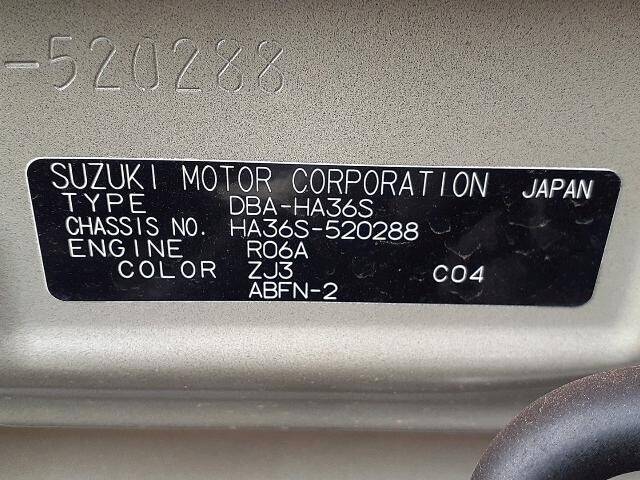 -520288
SUZUKI MOTOR CORPORATION JAPAN
TYPE DBA-HA36S
CHASSIS NO. HA36S-520288
ENGINE R06A
COLOR ZJ3 C04
ABFN-2